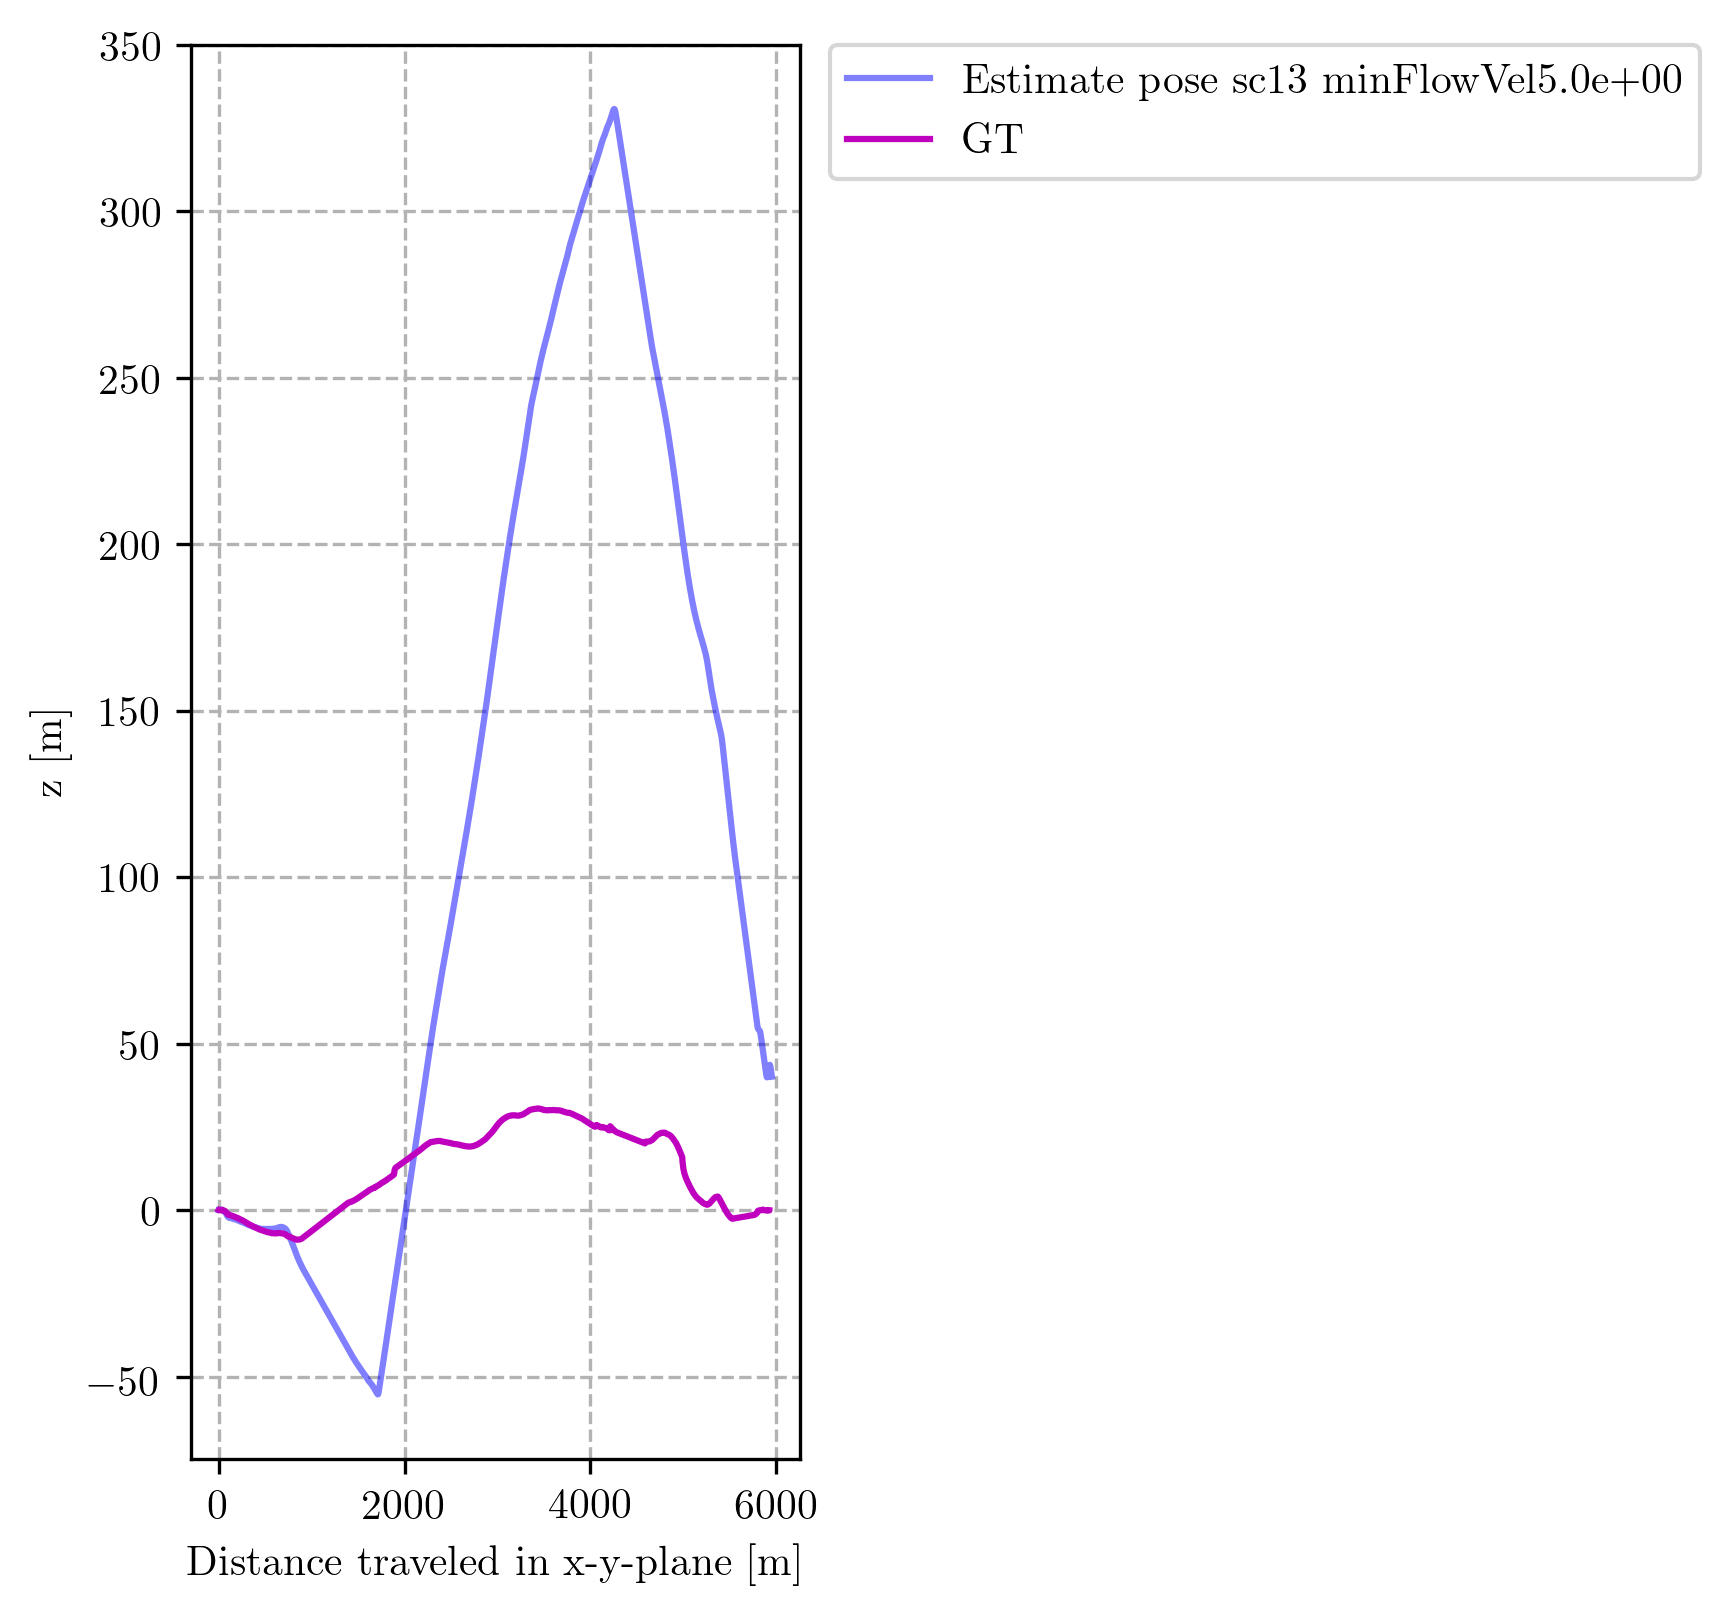 350
300
250
200
150
100
50
0
−50
z [m]
0 2000 4000 6000
Distance traveled in x-y-plane [m]
Estimate pose sc13 minFlowVel5.0e+00
GT